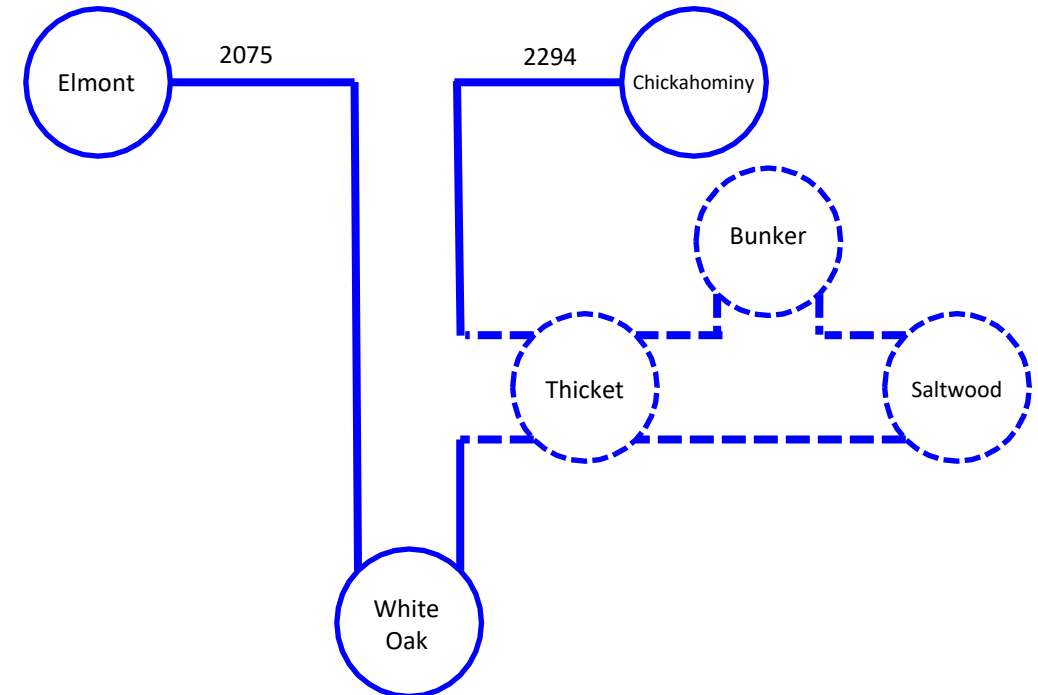 2075
2294
Elmont
Chickahominy
Bunker
Thicket
Saltwood
White
Oak